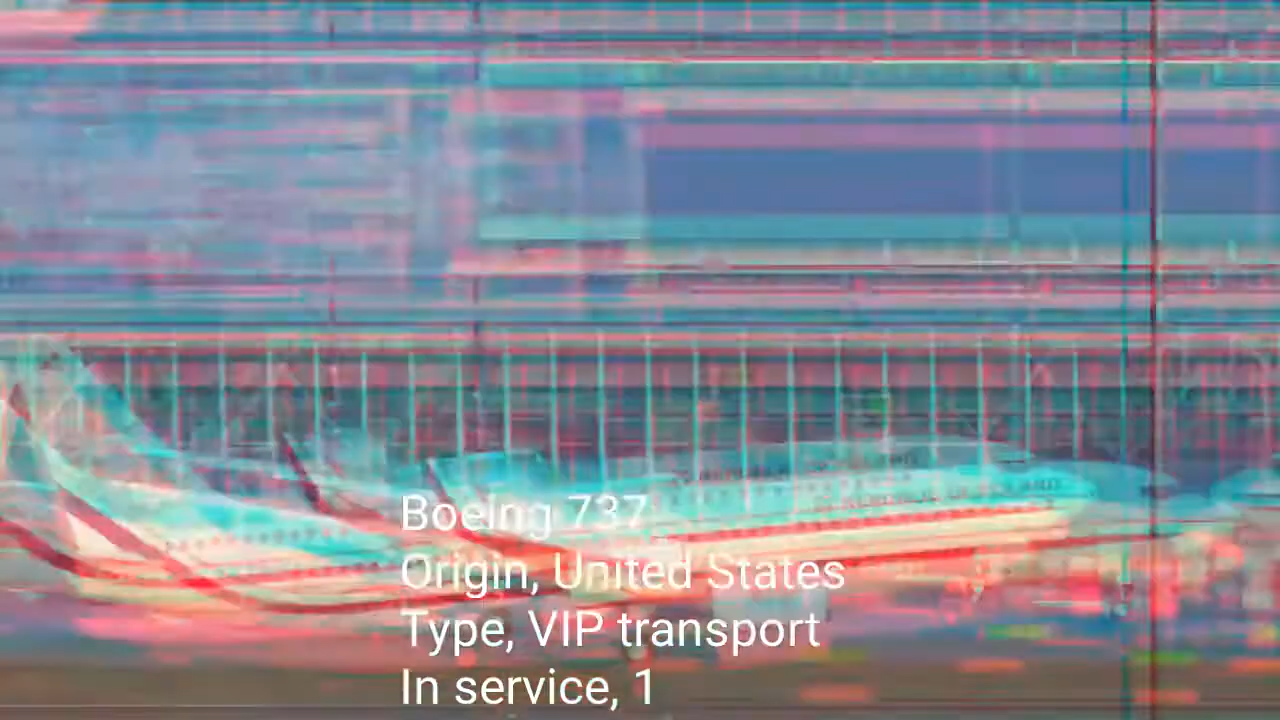 Boeing 737
Origin, United States
Type, VIP transport
In service, 1